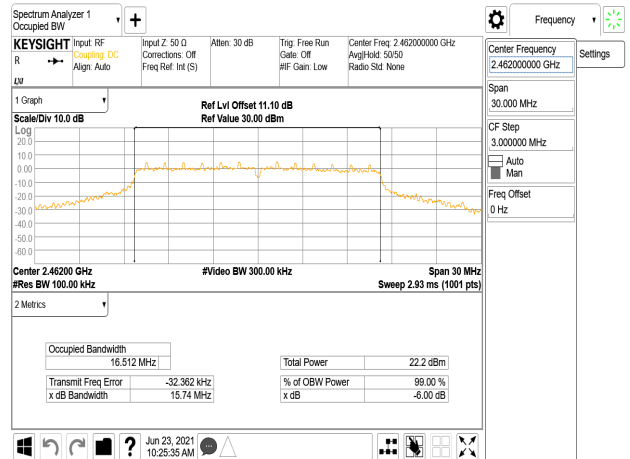 Spectrum Analyzer 1
Occupied BW
Frequency
KEYSIGHT
R
Input: RF
Coupling: DC
Align: Auto
Input Z: 50 Ω
Corrections: Off
Freq Ref: Int (S)
Atten: 30 dB
Trig: Free Run
Gate: Off
#IF Gain: Low
Center Freq: 2.462000000 GHz
Avg|Hold: 50/50
Radio Std: None
Center Frequency
2.462000000 GHz
Settings
Span
30.000 MHz
CF Step
3.000000 MHz
Auto
Man
Freq Offset
0 Hz
1 Graph
Scale/Div 10.0 dB
Ref Lvl Offset 11.10 dB
Ref Value 30.00 dBm
Log
20.0
10.0
0.00
-10.0
-20.0
-30.0
-40.0
-50.0
-60.0
Center 2.46200 GHz
#Video BW 300.00 kHz
Span 30 MHz
#Res BW 100.00 kHz
Sweep 2.93 ms (1001 pts)
2 Metrics
Occupied Bandwidth
16.512 MHz
Total Power 22.2 dBm
Transmit Freq Error -32.362 kHz
% of OBW Power 99.00 %
x dB Bandwidth 15.74 MHz
x dB -6.00 dB
?
Jun 23, 2021
10:25:35 AM